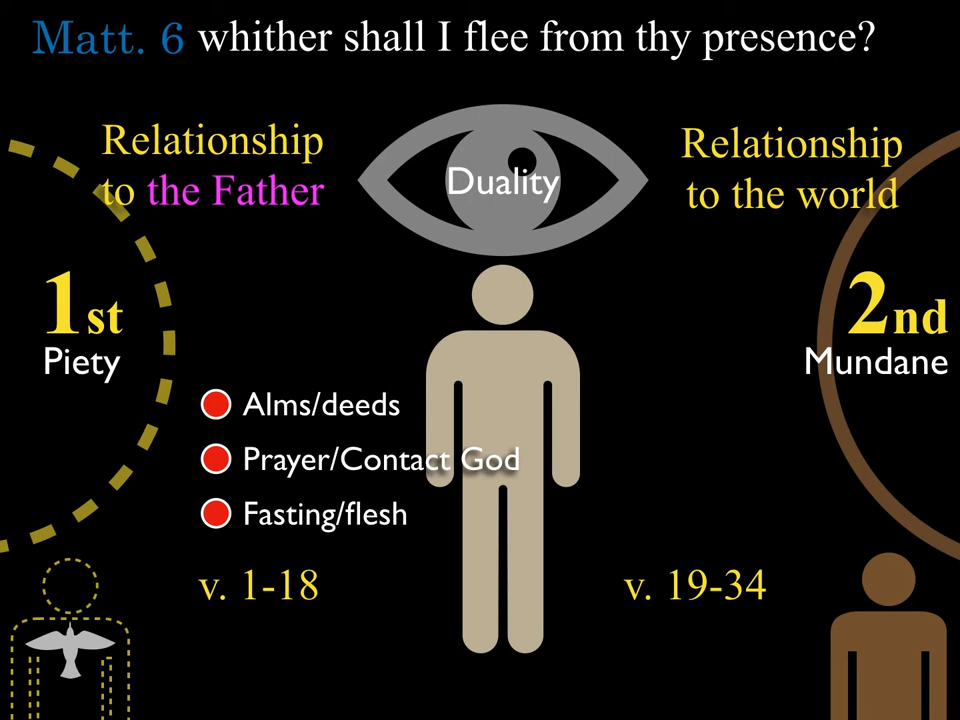 Matt. 6 whither shall I flee from thy presence?
Relationship
to the Father
Duality
Relationship
to the world
1st
Piety
2nd
Mundane
Alms/deeds
Prayer/Contact God
Fasting/flesh
v. 1-18
v. 19-34